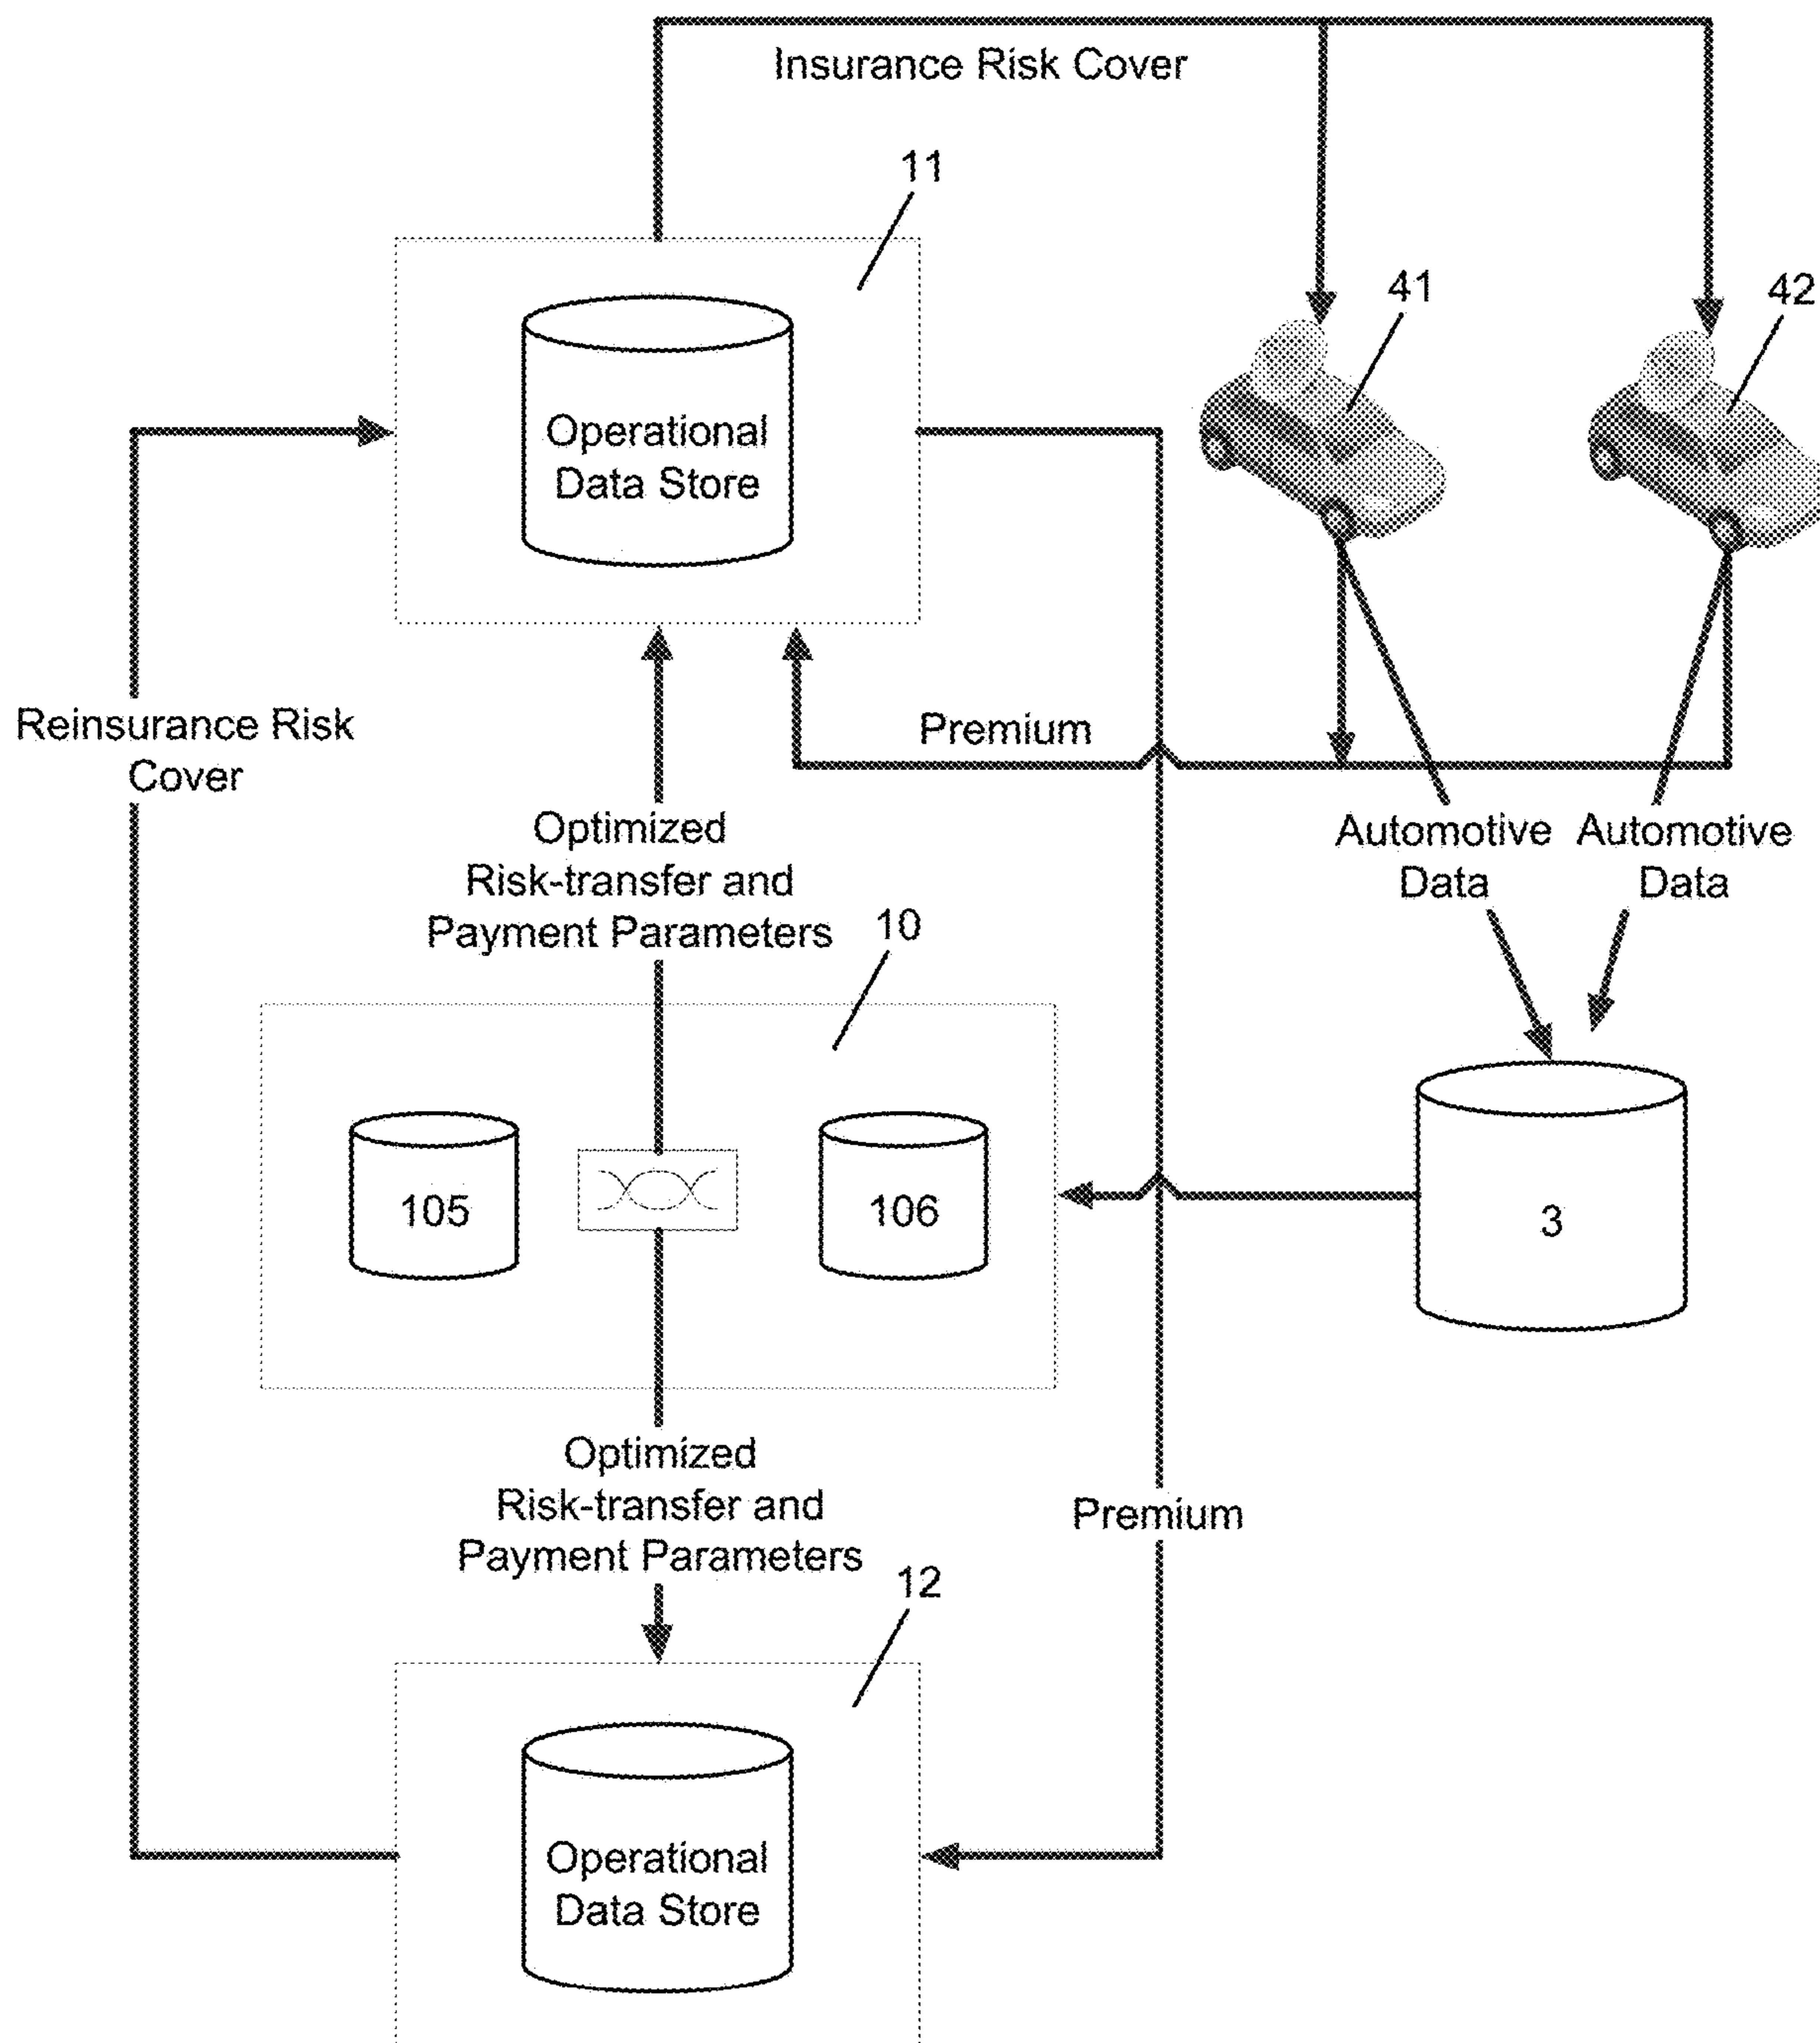 Insurance Risk Cover
11
41
42
Operational
Data Store
Reinsurance Risk
Cover
Premium
Optimized
Risk-transfer and
Payment Parameters
Automotive
Data
Automotive
Data
10
105
106
3
Optimized
Risk-transfer and
Payment Parameters
Premium
12
Operational
Data Store